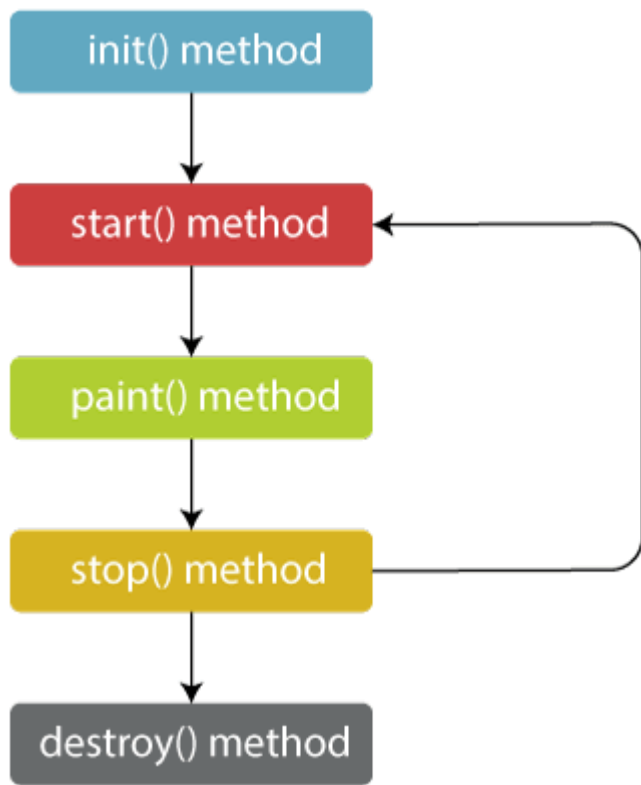 init() method
start() method
paint() method
stop() method
destroy() method